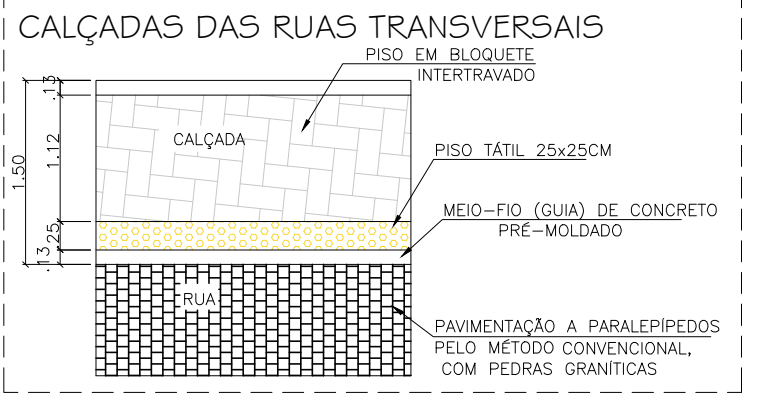 CALÇADAS DAS RUAS TRANSVERSAIS
PISO EM BLOQUETE
INTERTRAVADO
.13
CALÇADA
1.12
1.50
PISO TÁTIL 25x25CM
MEIO-FIO (GUIA) DE CONCRETO
PRÉ-MOLDADO
.25
.13
RUA
PAVIMENTAÇÃO A PARALEPÍPEDOS
PELO MÉTODO CONVENCIONAL,
COM PEDRAS GRANÍTICAS